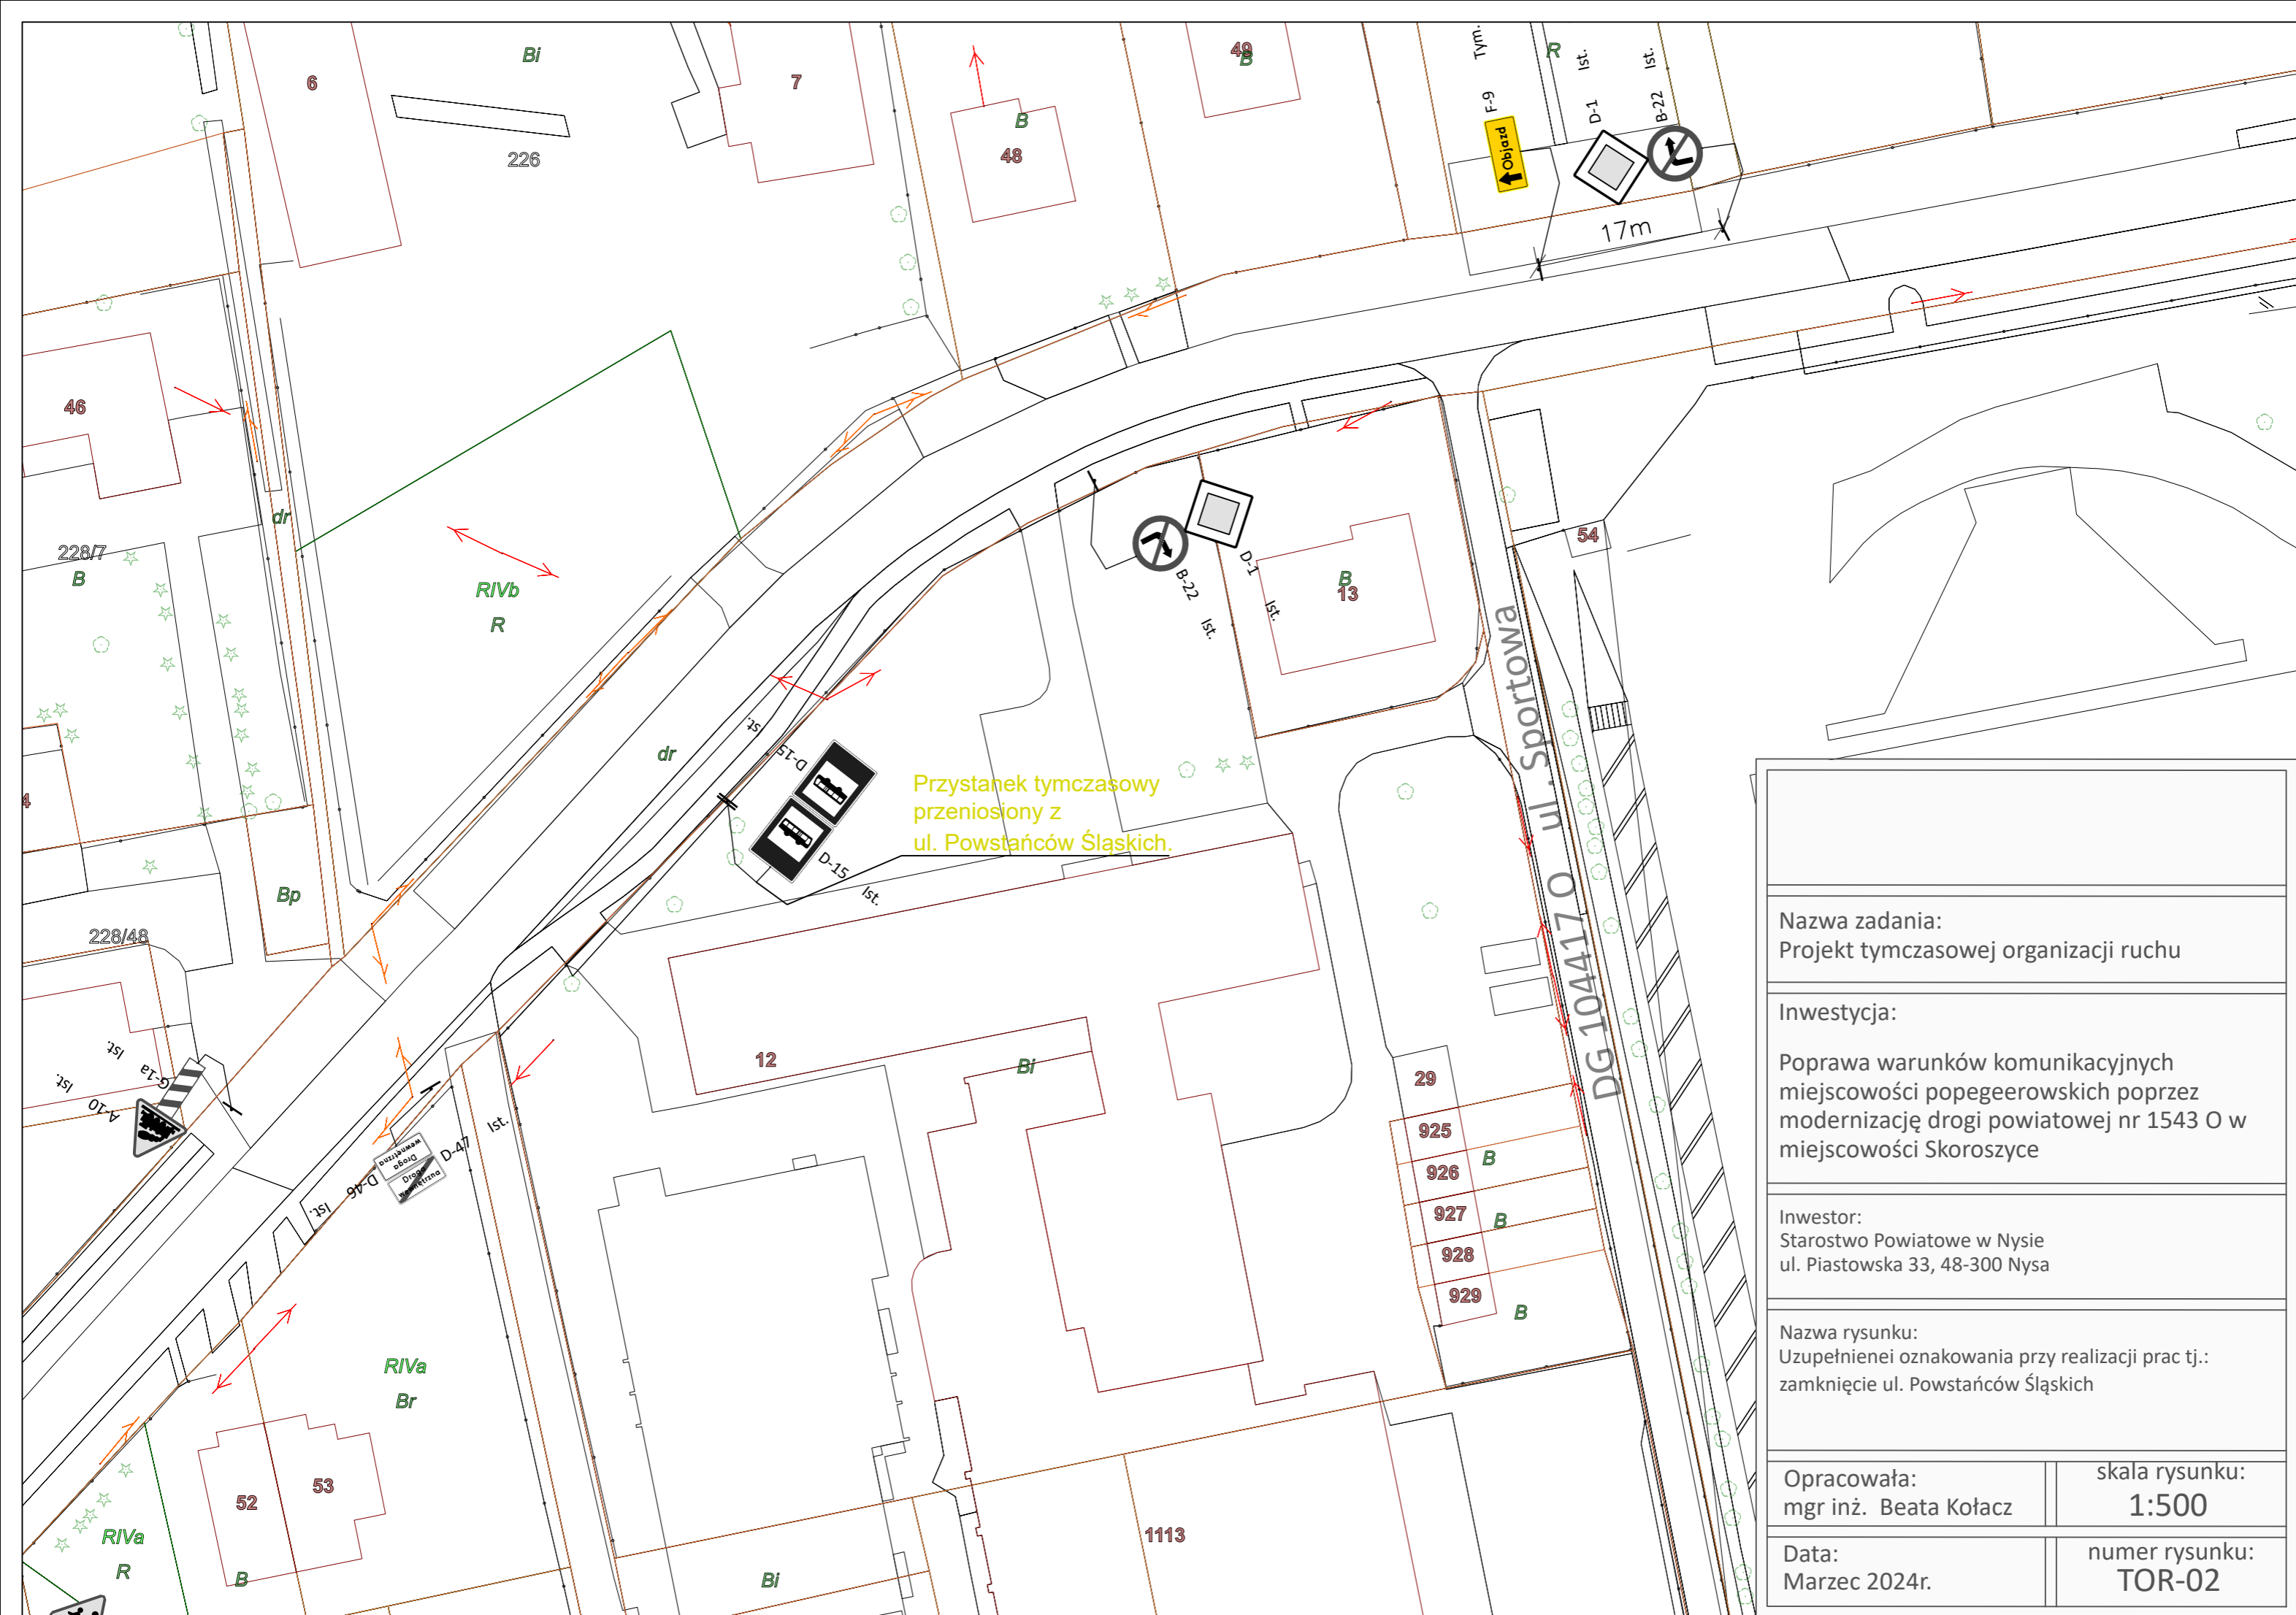 Bi
6
7
226
49
B
B
48
F-9 Tym.
Objazd
R
D-1 Ist.
B-22 Ist.
17m
46
dr
228/7
B
RIVb
R
54
B
13
D-1 Ist.
B-22 Ist.
dr
D-15 Ist.
D-15 Ist.
Przystanek tymczasowy
przeniosiony z
ul. Powstańców Śląskich.
DG 104417 O ul. Sportowa
4
Bp
228/48
G-1a Ist.
A-10 Ist.
12
Bi
29
925
926
B
927
B
928
929
B
Droga
wewnętrzna
Droga
wewnętrzna
D-46 Ist.
D-47 Ist.
RIVa
Br
52
53
RIVa
R
B
Bi
1113
Nazwa zadania:
Projekt tymczasowej organizacji ruchu
Inwestycja:
Poprawa warunków komunikacyjnych
miejscowości popegeerowskich poprzez
modernizację drogi powiatowej nr 1543 O w
miejscowości Skoroszyce
Inwestor:
Starostwo Powiatowe w Nysie
ul. Piastowska 33, 48-300 Nysa
Nazwa rysunku:
Uzupełnienei oznakowania przy realizacji prac tj.:
zamknięcie ul. Powstańców Śląskich
Opracowała:
mgr inż. Beata Kołacz
skala rysunku:
1:500
Data:
Marzec 2024r.
numer rysunku:
TOR-02